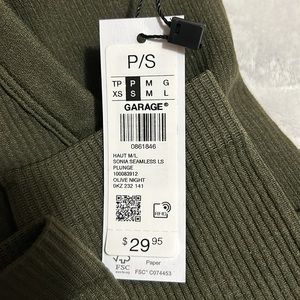 P/S
TP P M G
XS S M L
GARAGE®
0861846
HAUT M/L
SONIA SEAMLESS LS
PLUNGE
100083912
OLIVE NIGHT
0KZ 232 141
RFID
$29.95
FSC
Paper
FSC® C074453